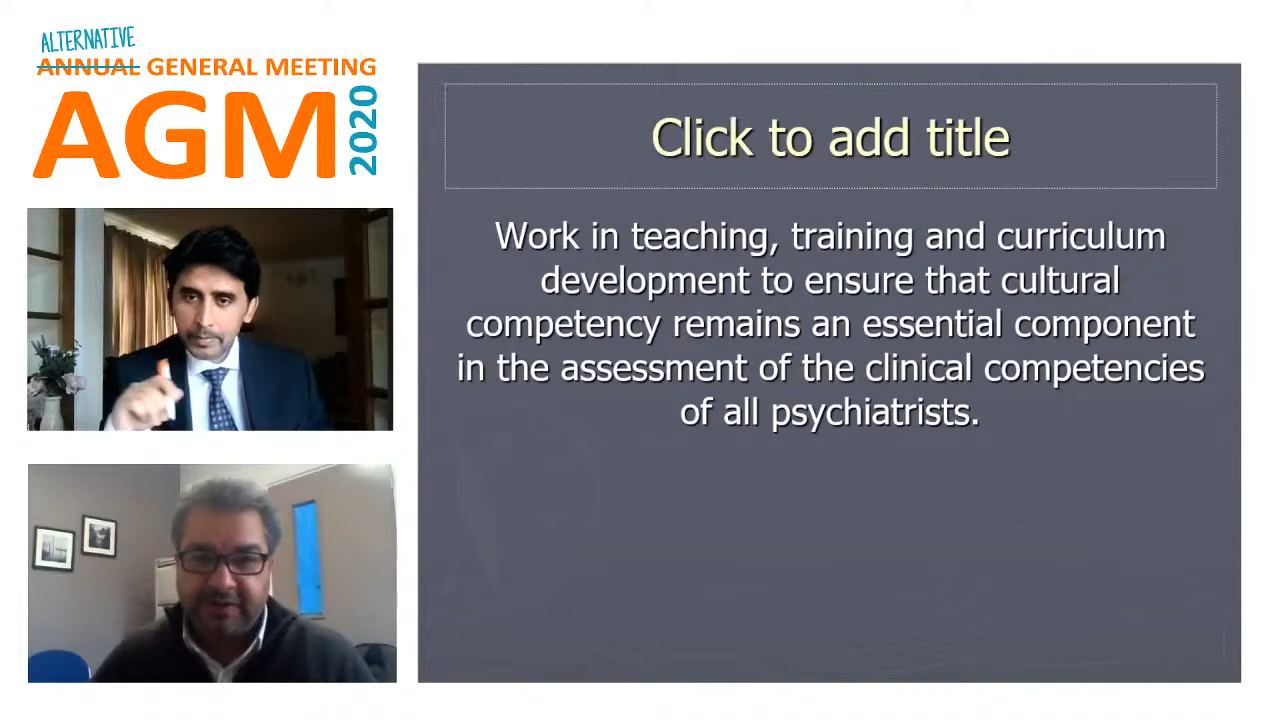 ALTERNATIVE
ANNUAL GENERAL MEETING
AGM 2020
Click to add title
Work in teaching, training and curriculum
development to ensure that cultural
competency remains an essential component
in the assessment of the clinical competencies
of all psychiatrists.